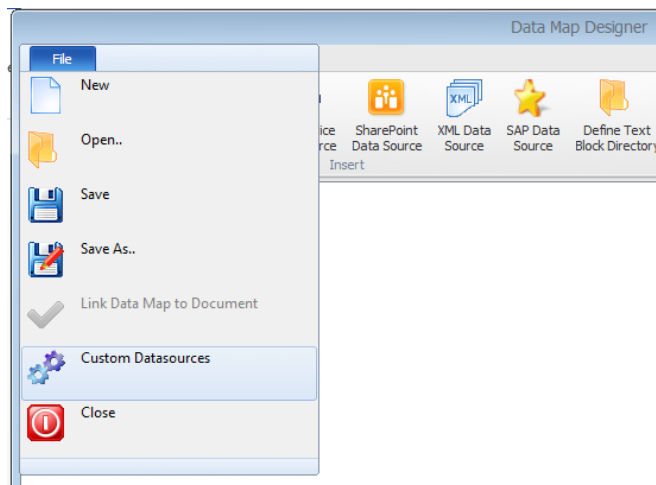 Data Map Designer
File
New
Open..
Save
Save As..
Link Data Map to Document
Custom Datasources
Close
SharePoint
Data Source
XML
XML Data
Source
SAP Data
Source
Define Text
Block Directory
Insert